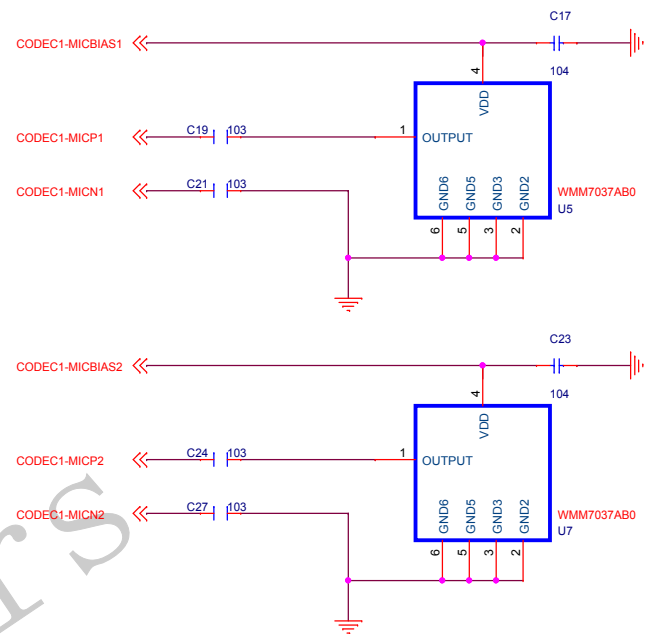 C17
CODEC1-MICBIAS1
4
104
VDD
CODEC1-MICP1
C19
103
1
OUTPUT
CODEC1-MICN1
C21
103
GND6
GND5
GND3
GND2
WMM7037AB0
U5
6
5
3
2
C23
CODEC1-MICBIAS2
4
104
VDD
CODEC1-MICP2
C24
103
1
OUTPUT
CODEC1-MICN2
C27
103
GND6
GND5
GND3
GND2
WMM7037AB0
U7
6
5
3
2
rs